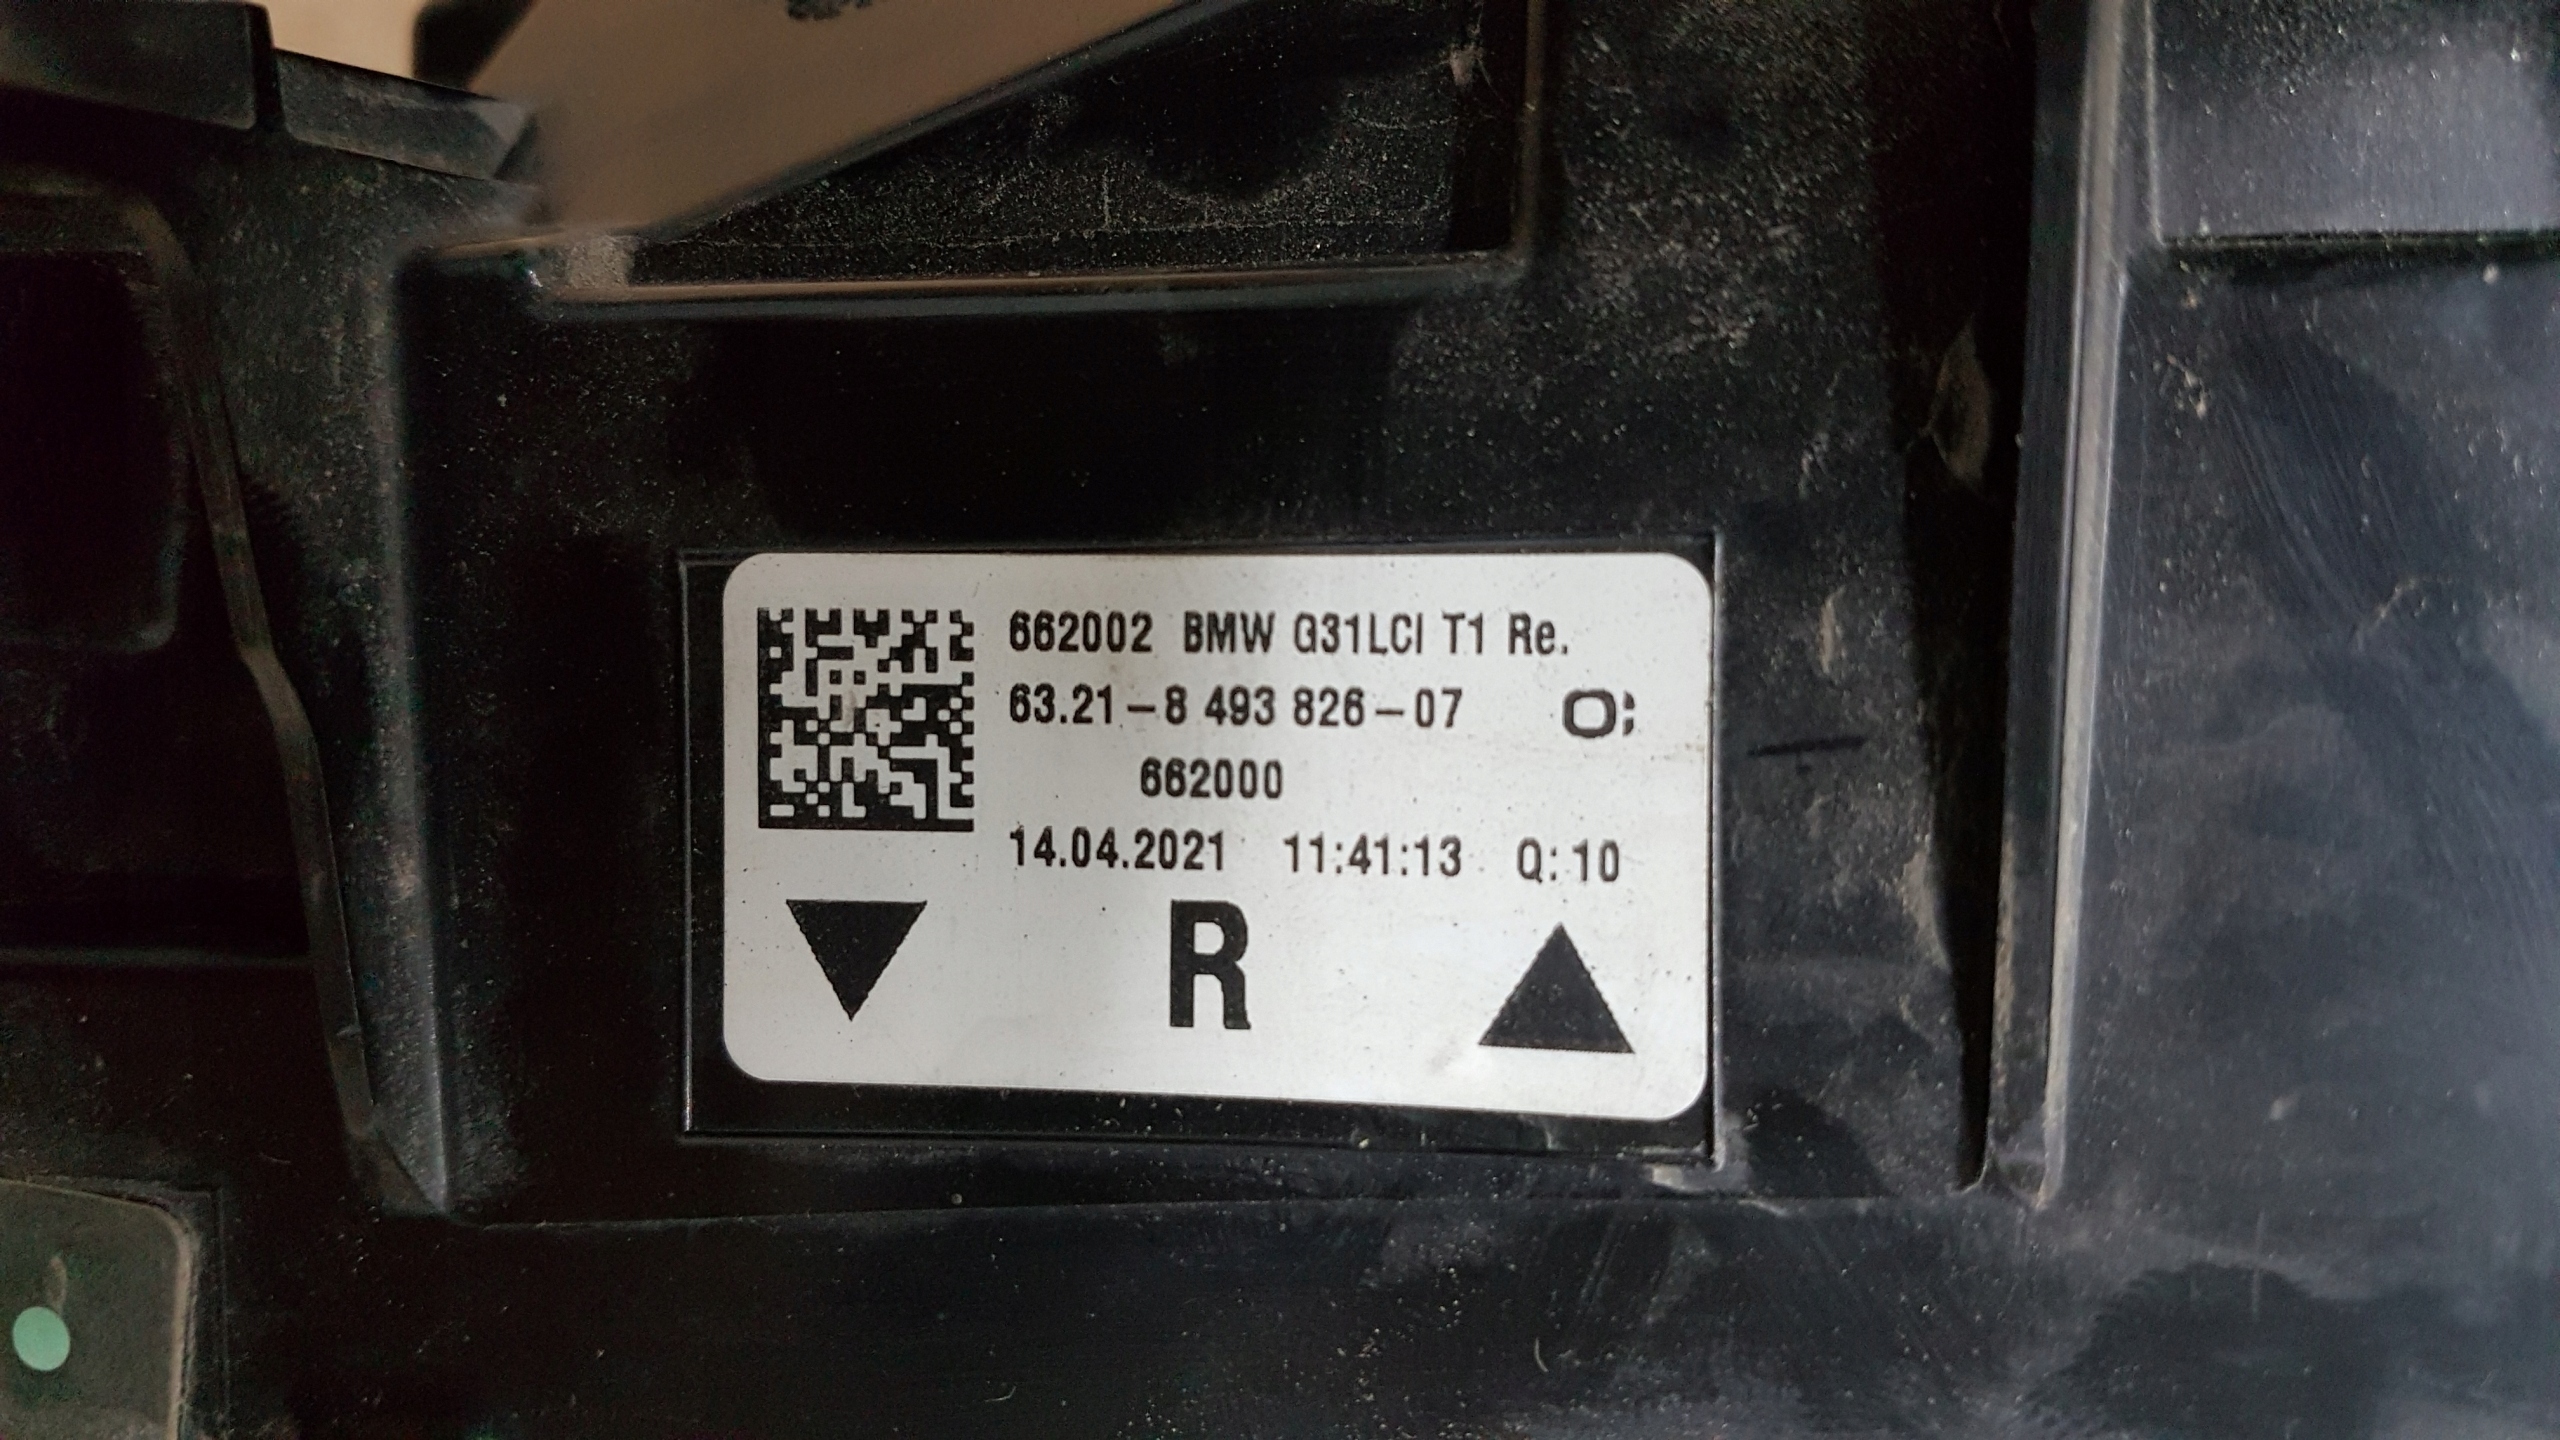 662002 BMW G31LCI T1 Re.
63.21-8 493 826-07
662000
14.04.2021 11:41:13 Q:10
R